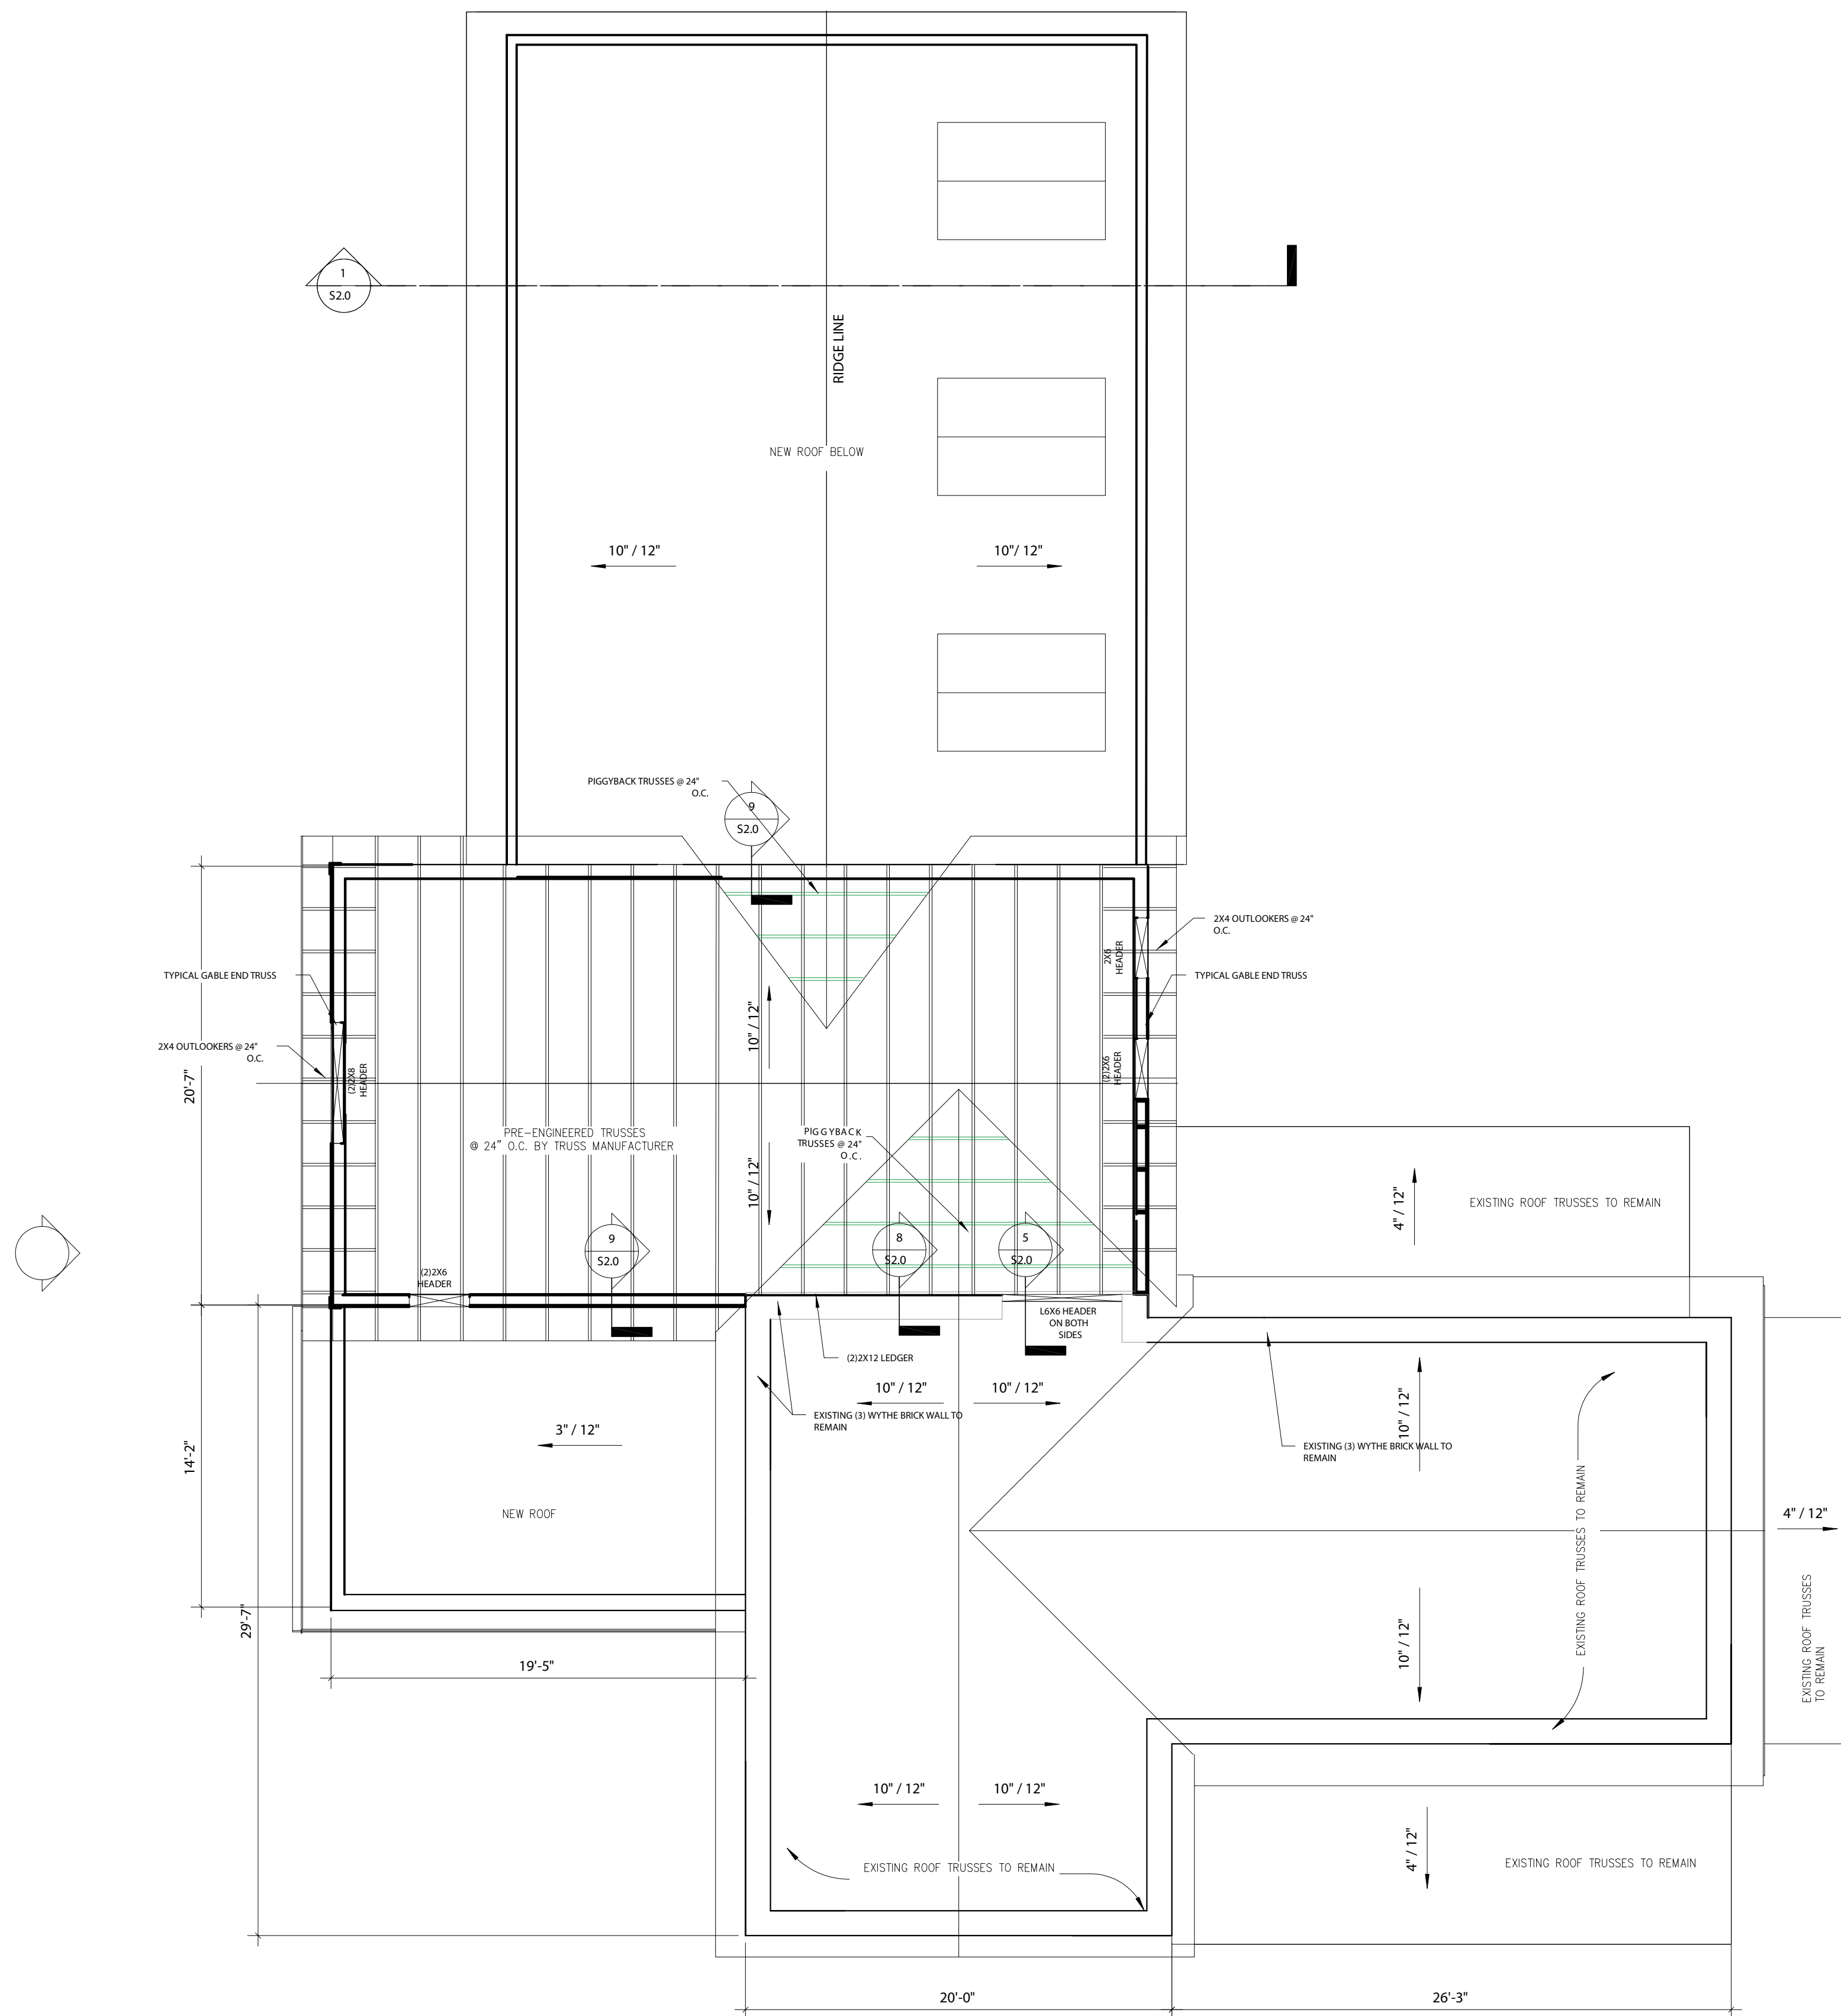 1
S2.0
RIDGE LINE
NEW ROOF BELOW
10" / 12"
10"/ 12"
PIGGYBACK TRUSSES @ 24"
O.C.
9
S2.0
2X4 OUTLOOKERS @ 24"
O.C.
2X6
HEADER
TYPICAL GABLE END TRUSS
TYPICAL GABLE END TRUSS
10" / 12"
2X4 OUTLOOKERS @ 24"
O.C.
20'-7"
(2)2X8
HEADER
(2)2X6
HEADER
PRE-ENGINEERED TRUSSES
@ 24" O.C. BY TRUSS MANUFACTURER
PIGGYBACK
TRUSSES @ 24"
O.C.
10" / 12"
4" / 12"
EXISTING ROOF TRUSSES TO REMAIN
9
S2.0
8
S2.0
5
S2.0
(2)2X6
HEADER
L6X6 HEADER
ON BOTH
SIDES
(2)2X12 LEDGER
10" / 12"
10" / 12"
10" / 12"
EXISTING (3) WYTHE BRICK WALL TO
REMAIN
3" / 12"
14'-2"
EXISTING (3) WYTHE BRICK WALL TO
REMAIN
NEW ROOF
4" / 12"
EXISTING ROOF TRUSSES TO REMAIN
29'-7"
10" / 12"
EXISTING ROOF TRUSSES
TO REMAIN
19'-5"
10" / 12"
10" / 12"
4" / 12"
EXISTING ROOF TRUSSES TO REMAIN
EXISTING ROOF TRUSSES TO REMAIN
20'-0"
26'-3"